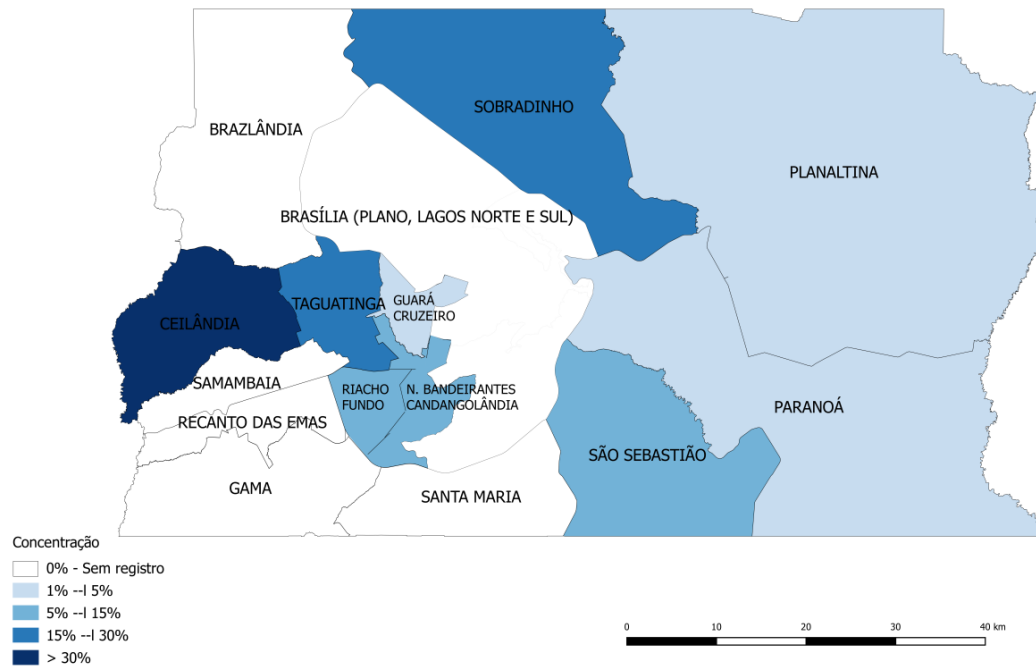 SOBRADINHO
BRAZLÂNDIA
PLANALTINA
BRASÍLIA (PLANO, LAGOS NORTE E SUL)
TAGUATINGA
GUARÁ
CRUZEIRO
CEILÂNDIA
SAMAMBAIA
RIACHO
FUNDO
N. BANDEIRANTES
CANDANGOLÂNDIA
PARANOÁ
RECANTO DAS EMAS
SÃO SEBASTIÃO
GAMA
SANTA MARIA
Concentração
0% - Sem registro
1% --l 5%
5% --l 15%
15% --l 30%
> 30%
0 10 20 30 40 km